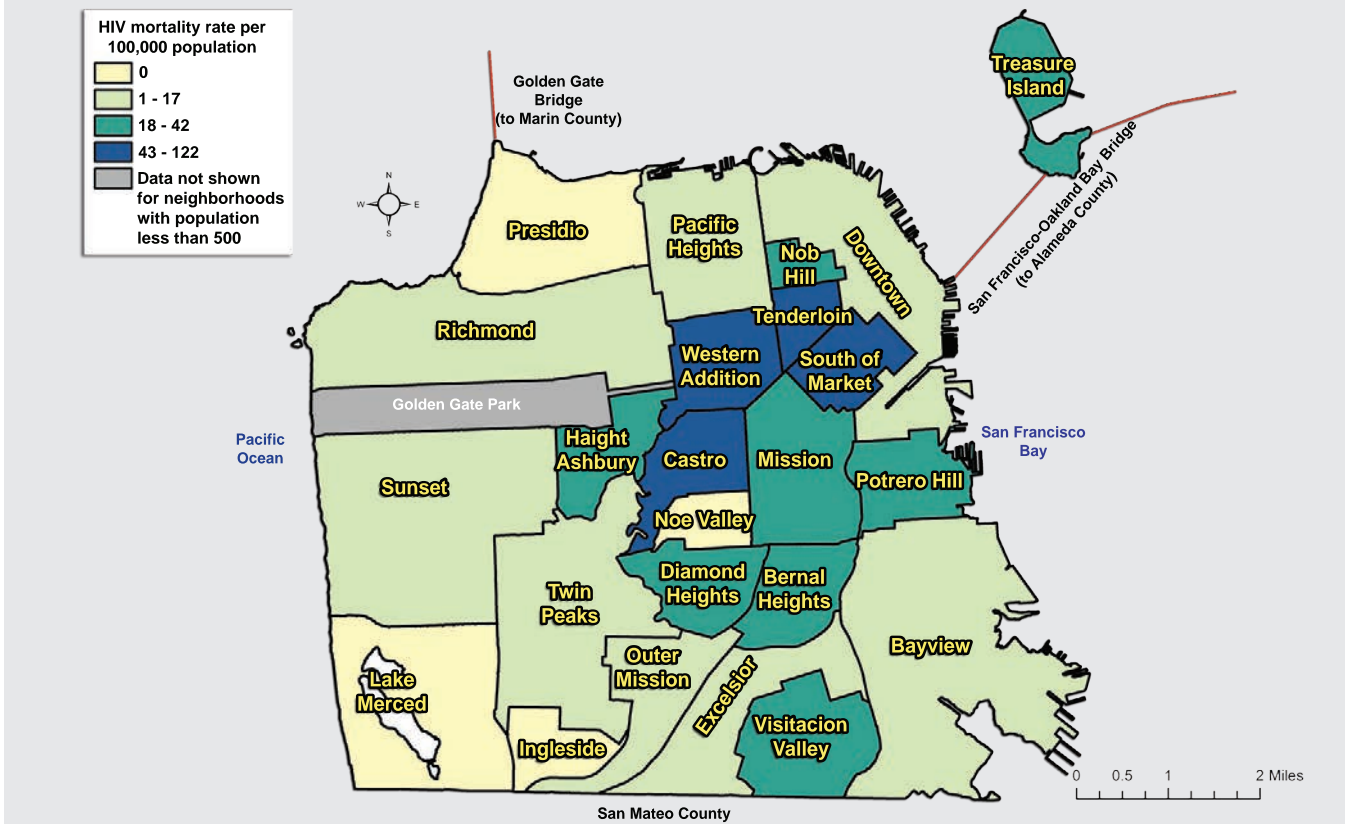 HIV mortality rate per
100,000 population
0
1 - 17
18 - 42
43 - 122
Data not shown
for neighborhoods
with population
less than 500
N
W
E
S
Golden Gate
Bridge
(to Marin County)
Treasure
Island
San Francisco-Oakland Bay Bridge
(to Alameda County)
Presidio
Pacific
Heights
Nob
Hill
Downtown
Richmond
Tenderloin
Western
Addition
South of
Market
Golden Gate Park
Pacific
Ocean
Haight
Ashbury
Castro
Mission
San Francisco
Bay
Potrero Hill
Sunset
Noe Valley
Twin
Peaks
Diamond
Heights
Bernal
Heights
Bayview
Outer
Mission
Excelsior
Lake
Merced
Ingleside
Visitacion
Valley
0 0.5 1 2 Miles
San Mateo County